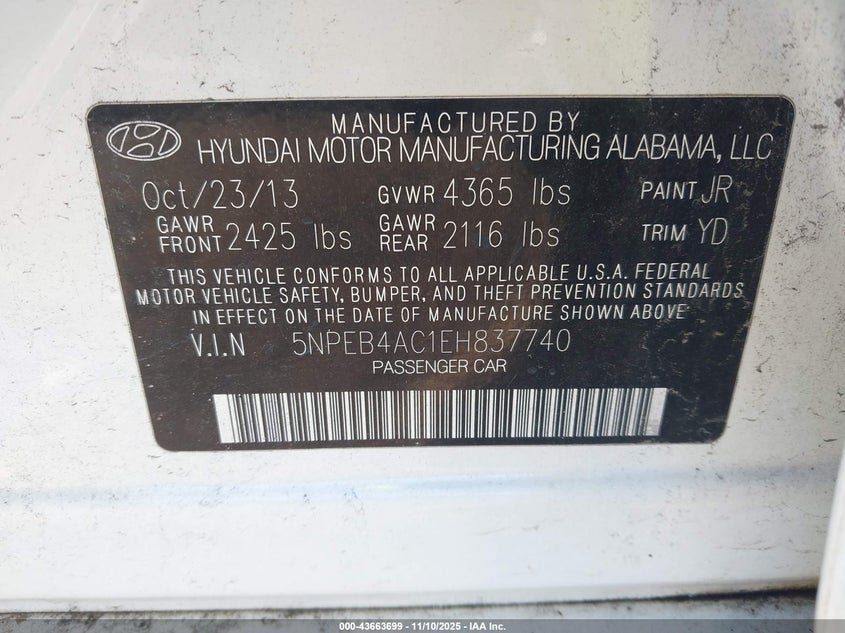 MANUFACTURED BY
HYUNDAI MOTOR MANUFACTURING ALABAMA, LLC
Oct/23/13 GVWR 4365 lbs PAINT JR
GAWR FRONT 2425 lbs GAWR REAR 2116 lbs TRIM YD
THIS VEHICLE CONFORMS TO ALL APPLICABLE U.S.A. FEDERAL
MOTOR VEHICLE SAFETY, BUMPER, AND THEFT PREVENTION STANDARDS
IN EFFECT ON THE DATE OF MANUFACTURE SHOWN ABOVE
V.I.N 5NPEB4AC1EH837740
PASSENGER CAR
000-43663699 — 11/10/2025 — IAA Inc.